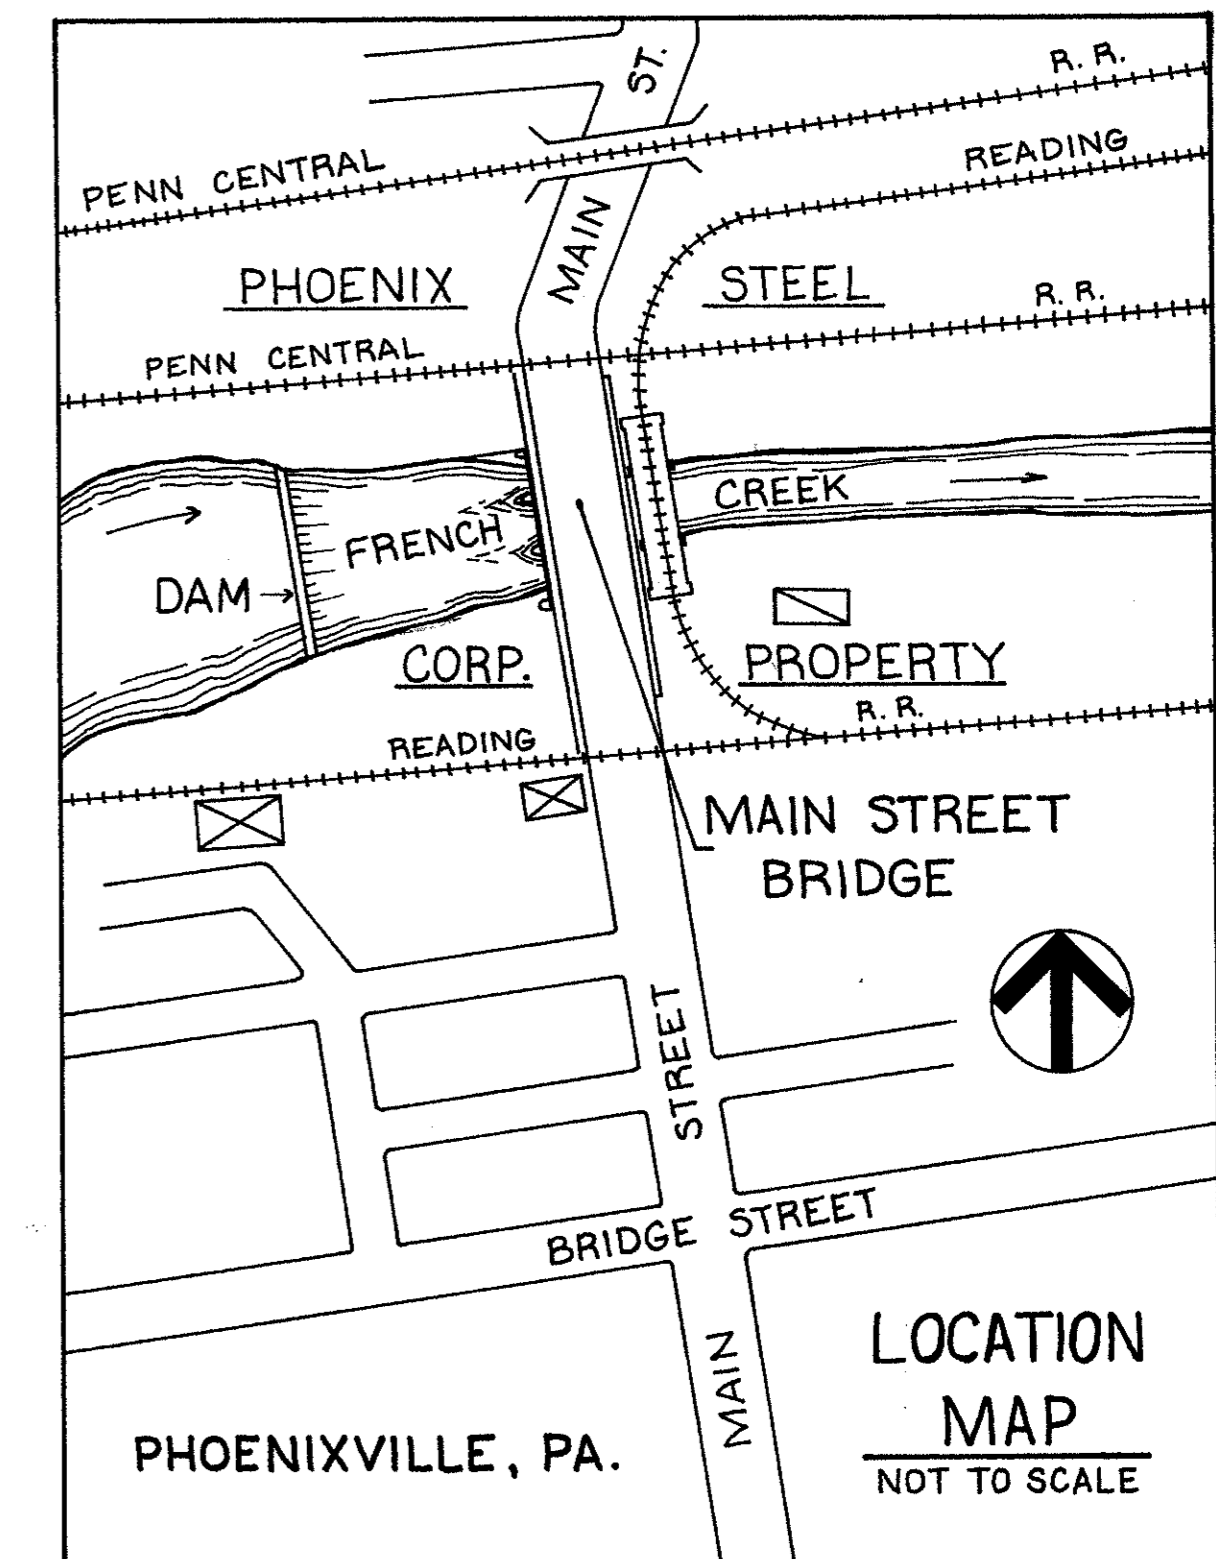 ST.
R. R.
PENN CENTRAL
READING
MAIN
PHOENIX
STEEL
R. R.
PENN CENTRAL
CREEK
FRENCH
DAM
CORP.
PROPERTY
R. R.
READING
MAIN STREET
BRIDGE
STREET
BRIDGE STREET
MAIN
LOCATION
MAP
NOT TO SCALE
PHOENIXVILLE, PA.